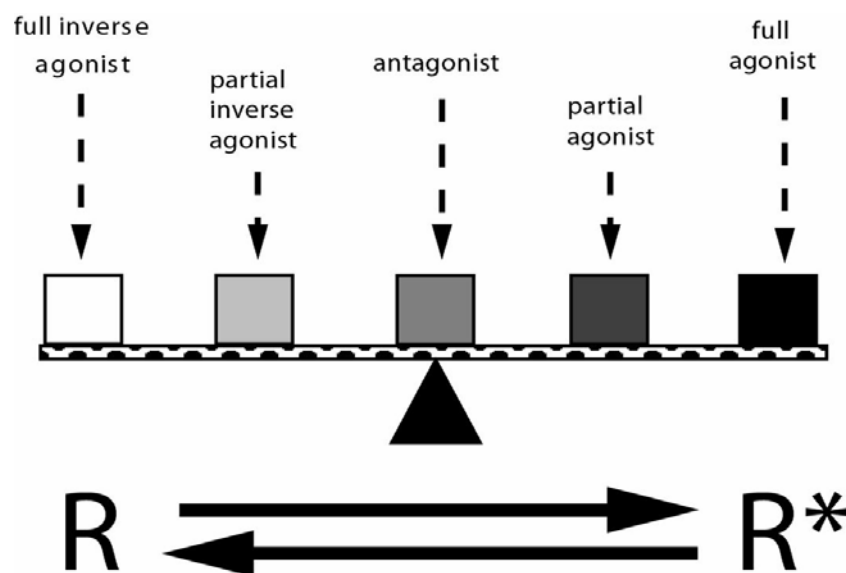 full inverse
agonist
partial
inverse
agonist
antagonist
partial
agonist
full
agonist
R
R*